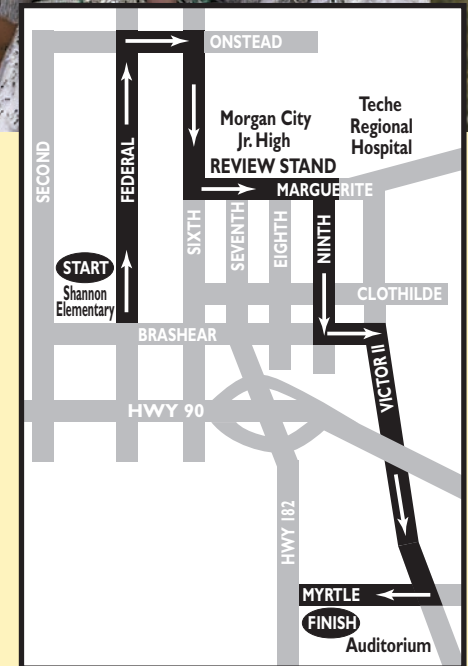 ONSTEAD
Morgan City
Jr. High
REVIEW STAND
Teche
Regional
Hospital
SECOND
FEDERAL
MARGUERITE
SIXTH
SEVENTH
EIGHTH
NINTH
START
Shannon
Elementary
CLOTHILDE
BRASHEAR
VICTOR II
HWY 90
HWY 182
MYRTLE
FINISH
Auditorium